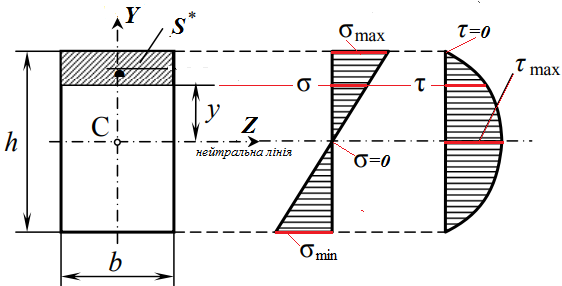 Y
S*
σmax
τ=0
τmax
σ
τ
y
h
C
Z
нейтральна лінія
σ=0
σmin
b